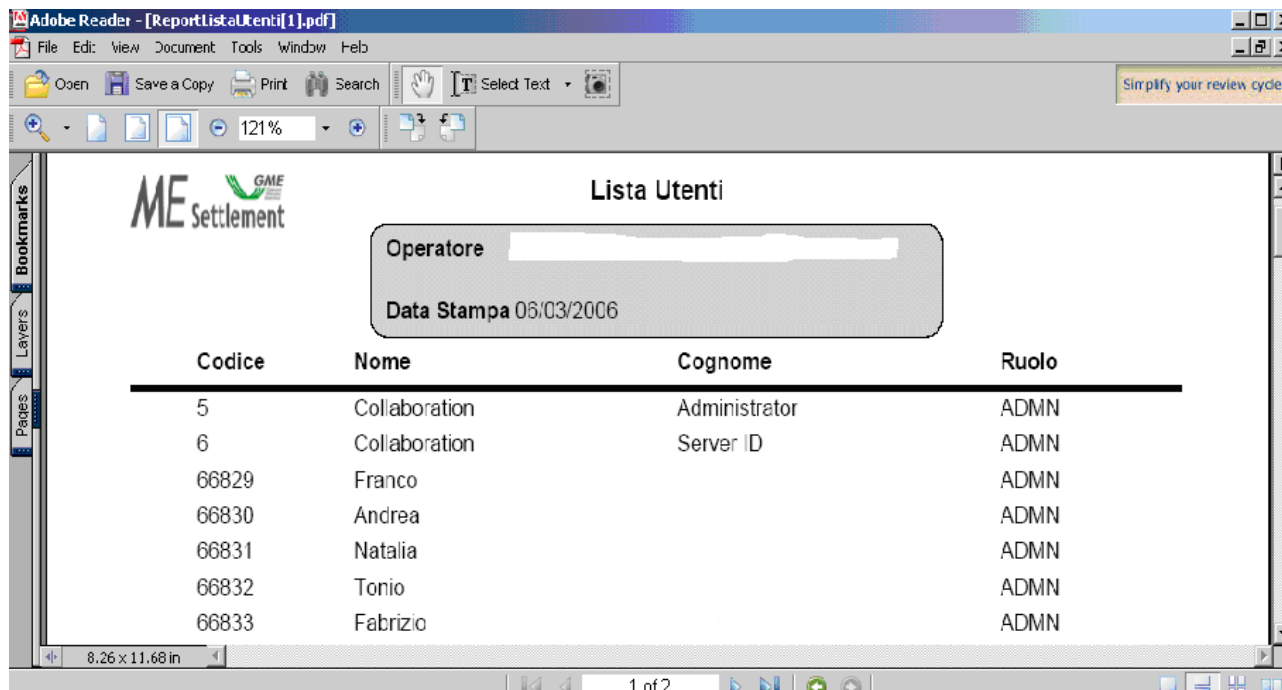 Adobe Reader - [ReportListaUtenti[1].pdf]
File Edit View Document Tools Window Help
Open Save a Copy Print Search Select Text Simplify your review cycle
121%
Bookmarks
Layers
Pages
ME Settlement GME
Lista Utenti
Operatore
Data Stampa 06/03/2006
Codice Nome Cognome Ruolo
5 Collaboration Administrator ADMN
6 Collaboration Server ID ADMN
66829 Franco ADMN
66830 Andrea ADMN
66831 Natalia ADMN
66832 Tonio ADMN
66833 Fabrizio ADMN
8.26 x 11.68 in
1 of 2